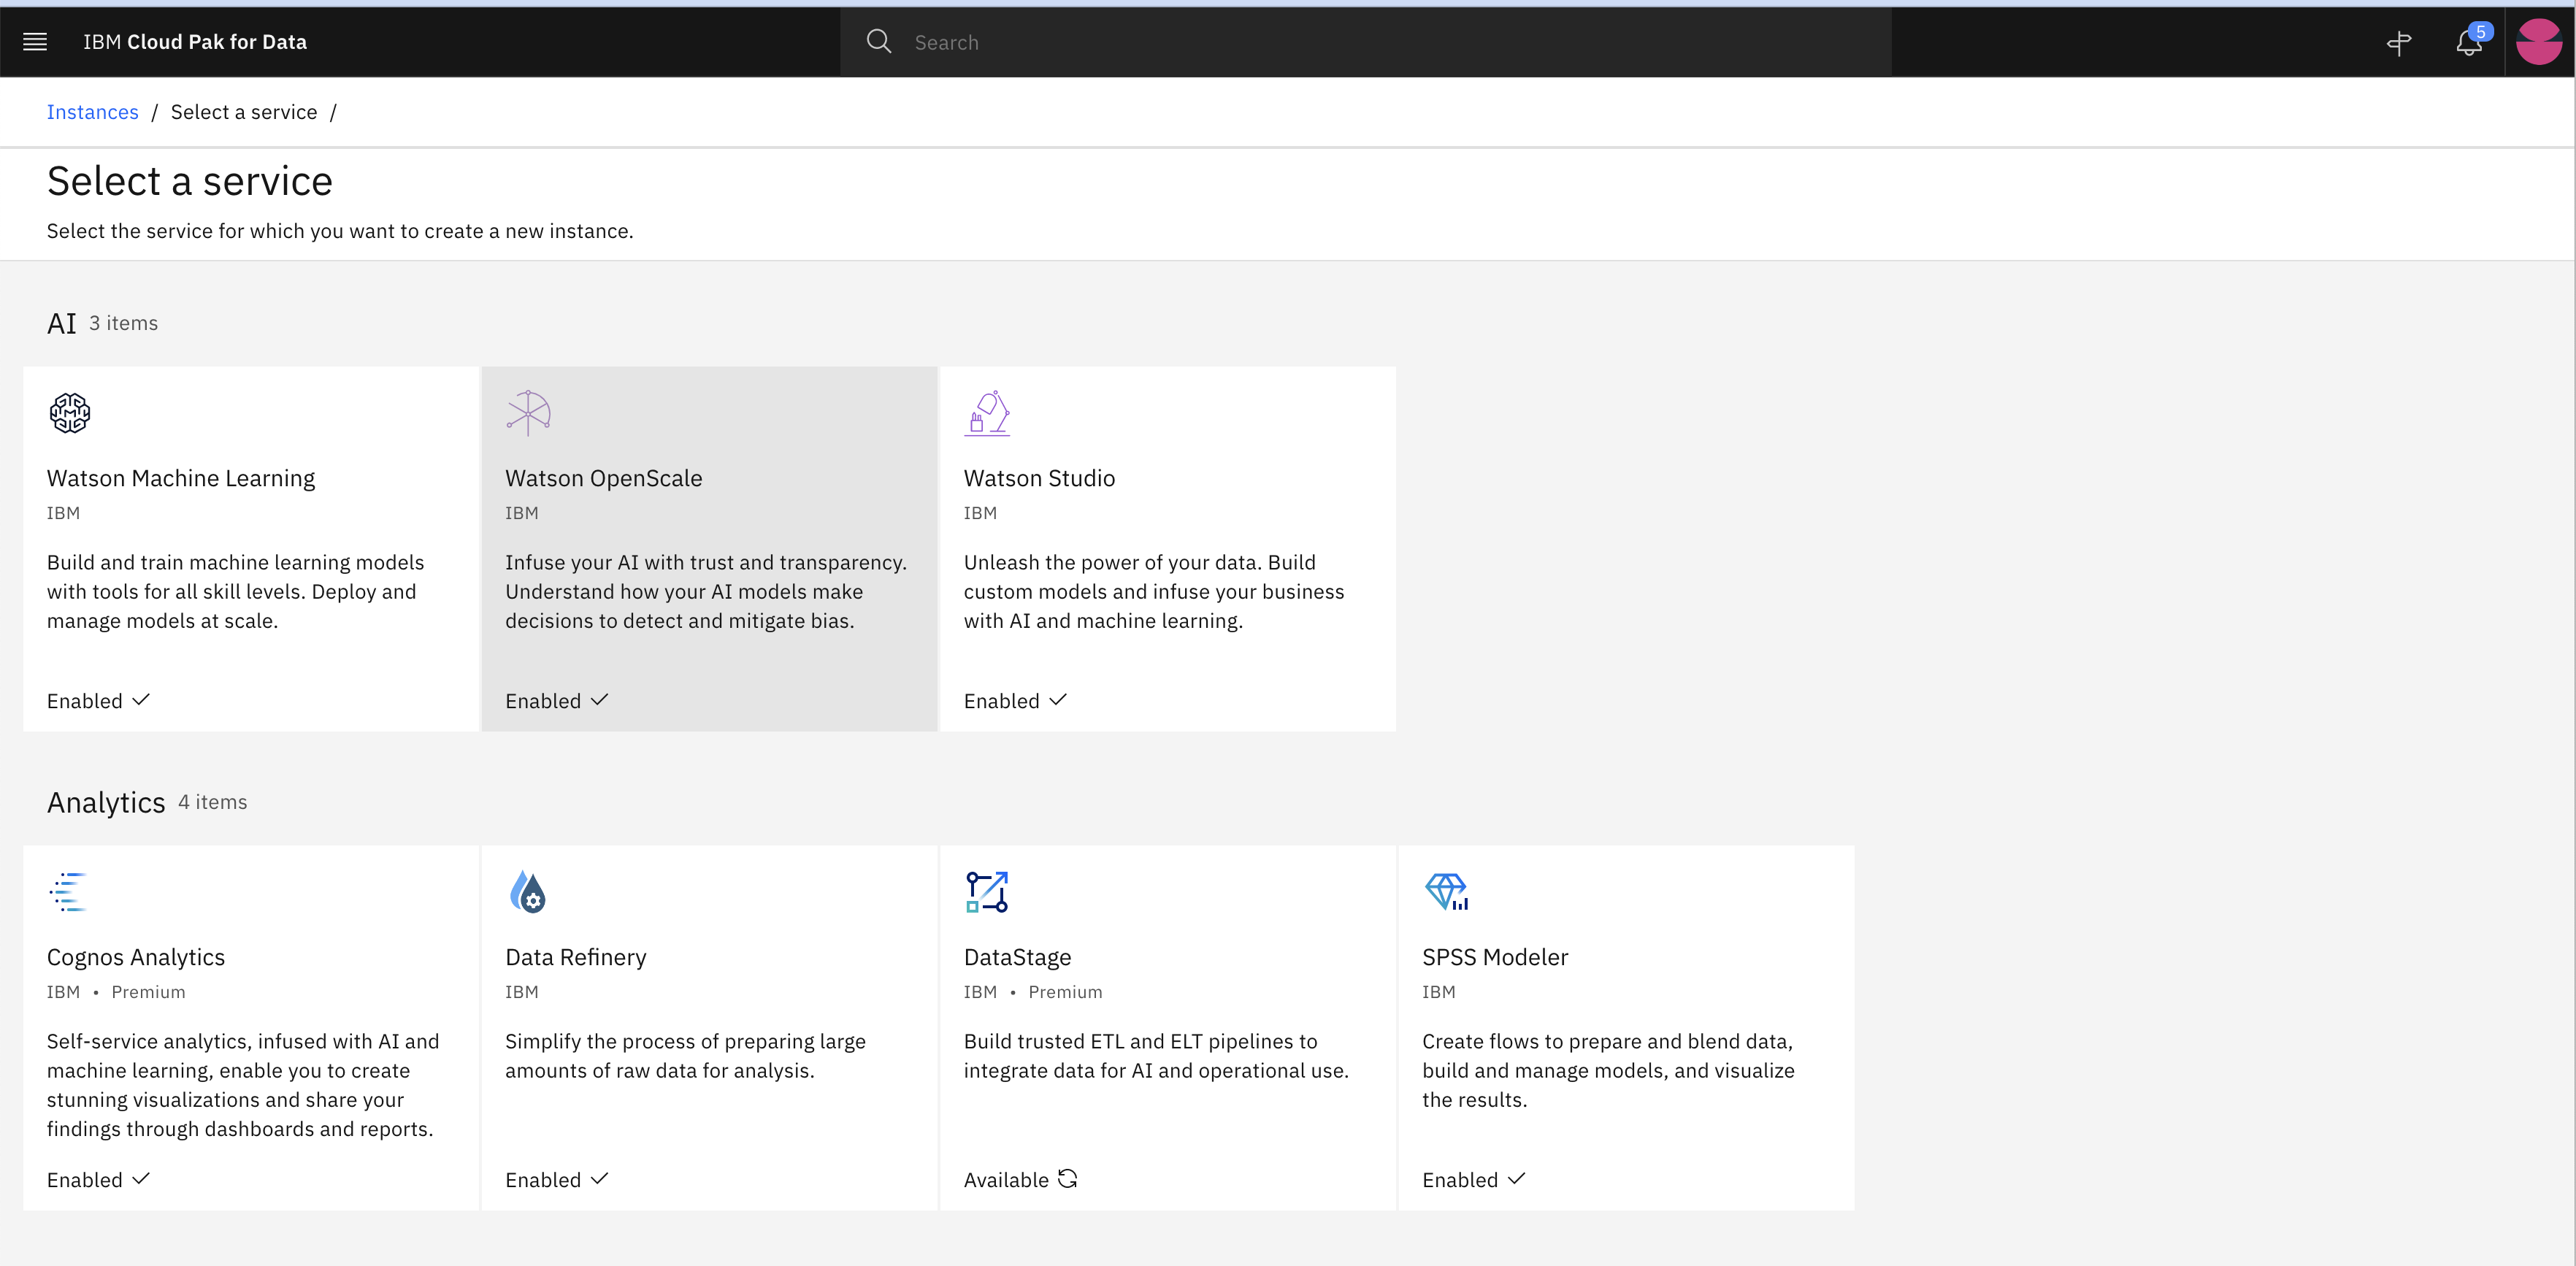 IBM Cloud Pak for Data
Search
5
Instances / Select a service /
Select a service
Select the service for which you want to create a new instance.
AI 3 items
Watson Machine Learning
IBM
Build and train machine learning models
with tools for all skill levels. Deploy and
manage models at scale.
Enabled
Watson OpenScale
IBM
Infuse your AI with trust and transparency.
Understand how your AI models make
decisions to detect and mitigate bias.
Enabled
Watson Studio
IBM
Unleash the power of your data. Build
custom models and infuse your business
with AI and machine learning.
Enabled
Analytics 4 items
Cognos Analytics
IBM • Premium
Self-service analytics, infused with AI and
machine learning, enable you to create
stunning visualizations and share your
findings through dashboards and reports.
Enabled
Data Refinery
IBM
Simplify the process of preparing large
amounts of raw data for analysis.
Enabled
DataStage
IBM • Premium
Build trusted ETL and ELT pipelines to
integrate data for AI and operational use.
Available
SPSS Modeler
IBM
Create flows to prepare and blend data,
build and manage models, and visualize
the results.
Enabled